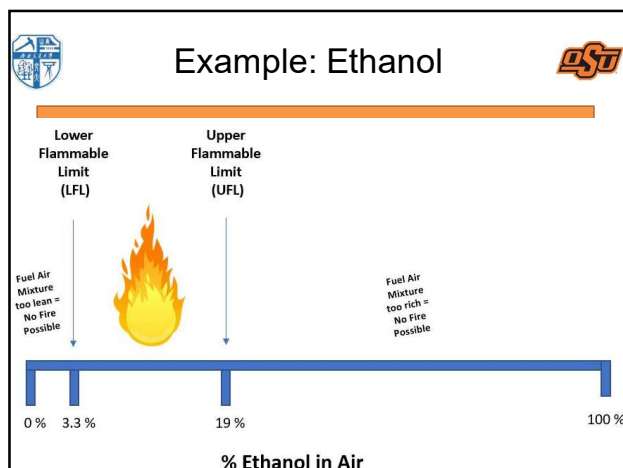 Example: Ethanol
OSU
Lower
Flammable
Limit
(LFL)
Upper
Flammable
Limit
(UFL)
Fuel Air
Mixture
too lean =
No Fire
Possible
Fuel Air
Mixture
too rich =
No Fire
Possible
0 %
3.3 %
19 %
100 %
% Ethanol in Air